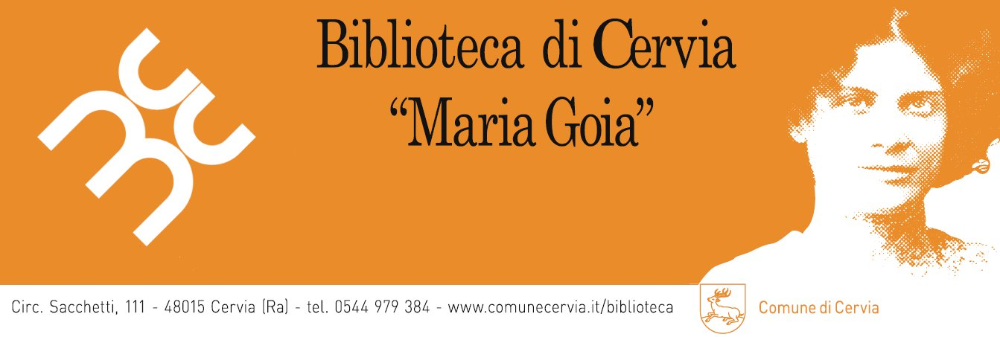 Biblioteca di Cervia
“Maria Goia”
Circ. Sacchetti, 111 - 48015 Cervia (Ra) - tel. 0544 979 384 - www.comunecervia.it/biblioteca
Comune di Cervia